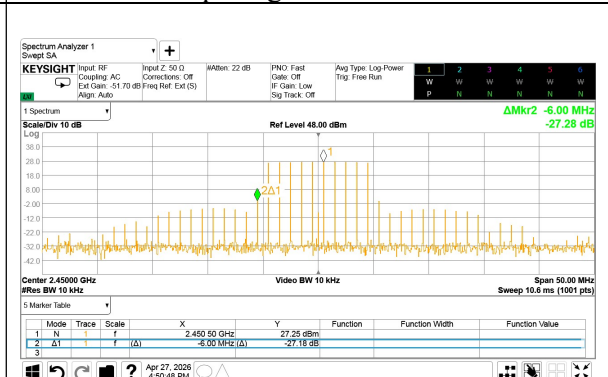 Spectrum Analyzer 1
Swept SA
KEYSIGHT Input: RF Input Z: 50 Ω #Atten: 22 dB PNO: Fast Avg Type: Log-Power 1 2 3 4 5 6
Coupling: AC Corrections: Off Gate: Off Trig: Free Run W W W W W W
Ext Gain: -51.70 dB Freq Ref: Ext (S) IF Gain: Low
Align: Auto Sig Track: Off P N N N N N
1 Spectrum ΔMkr2 -6.00 MHz
Scale/Div 10 dB Ref Level 48.00 dBm -27.28 dB
Log
38.0
28.0
18.0
8.00
-2.00
-12.0
-22.0
-32.0
-42.0
1
2Δ1
Center 2.45000 GHz Video BW 10 kHz Span 50.00 MHz
#Res BW 10 kHz Sweep 10.6 ms (1001 pts)
5 Marker Table
Mode Trace Scale X Y Function Function Width Function Value
1 N 1 f 2.450 50 GHz 27.25 dBm
2 Δ1 1 f (Δ) -6.00 MHz (Δ) -27.18 dB
3
? Apr 27, 2026
4:50:48 PM